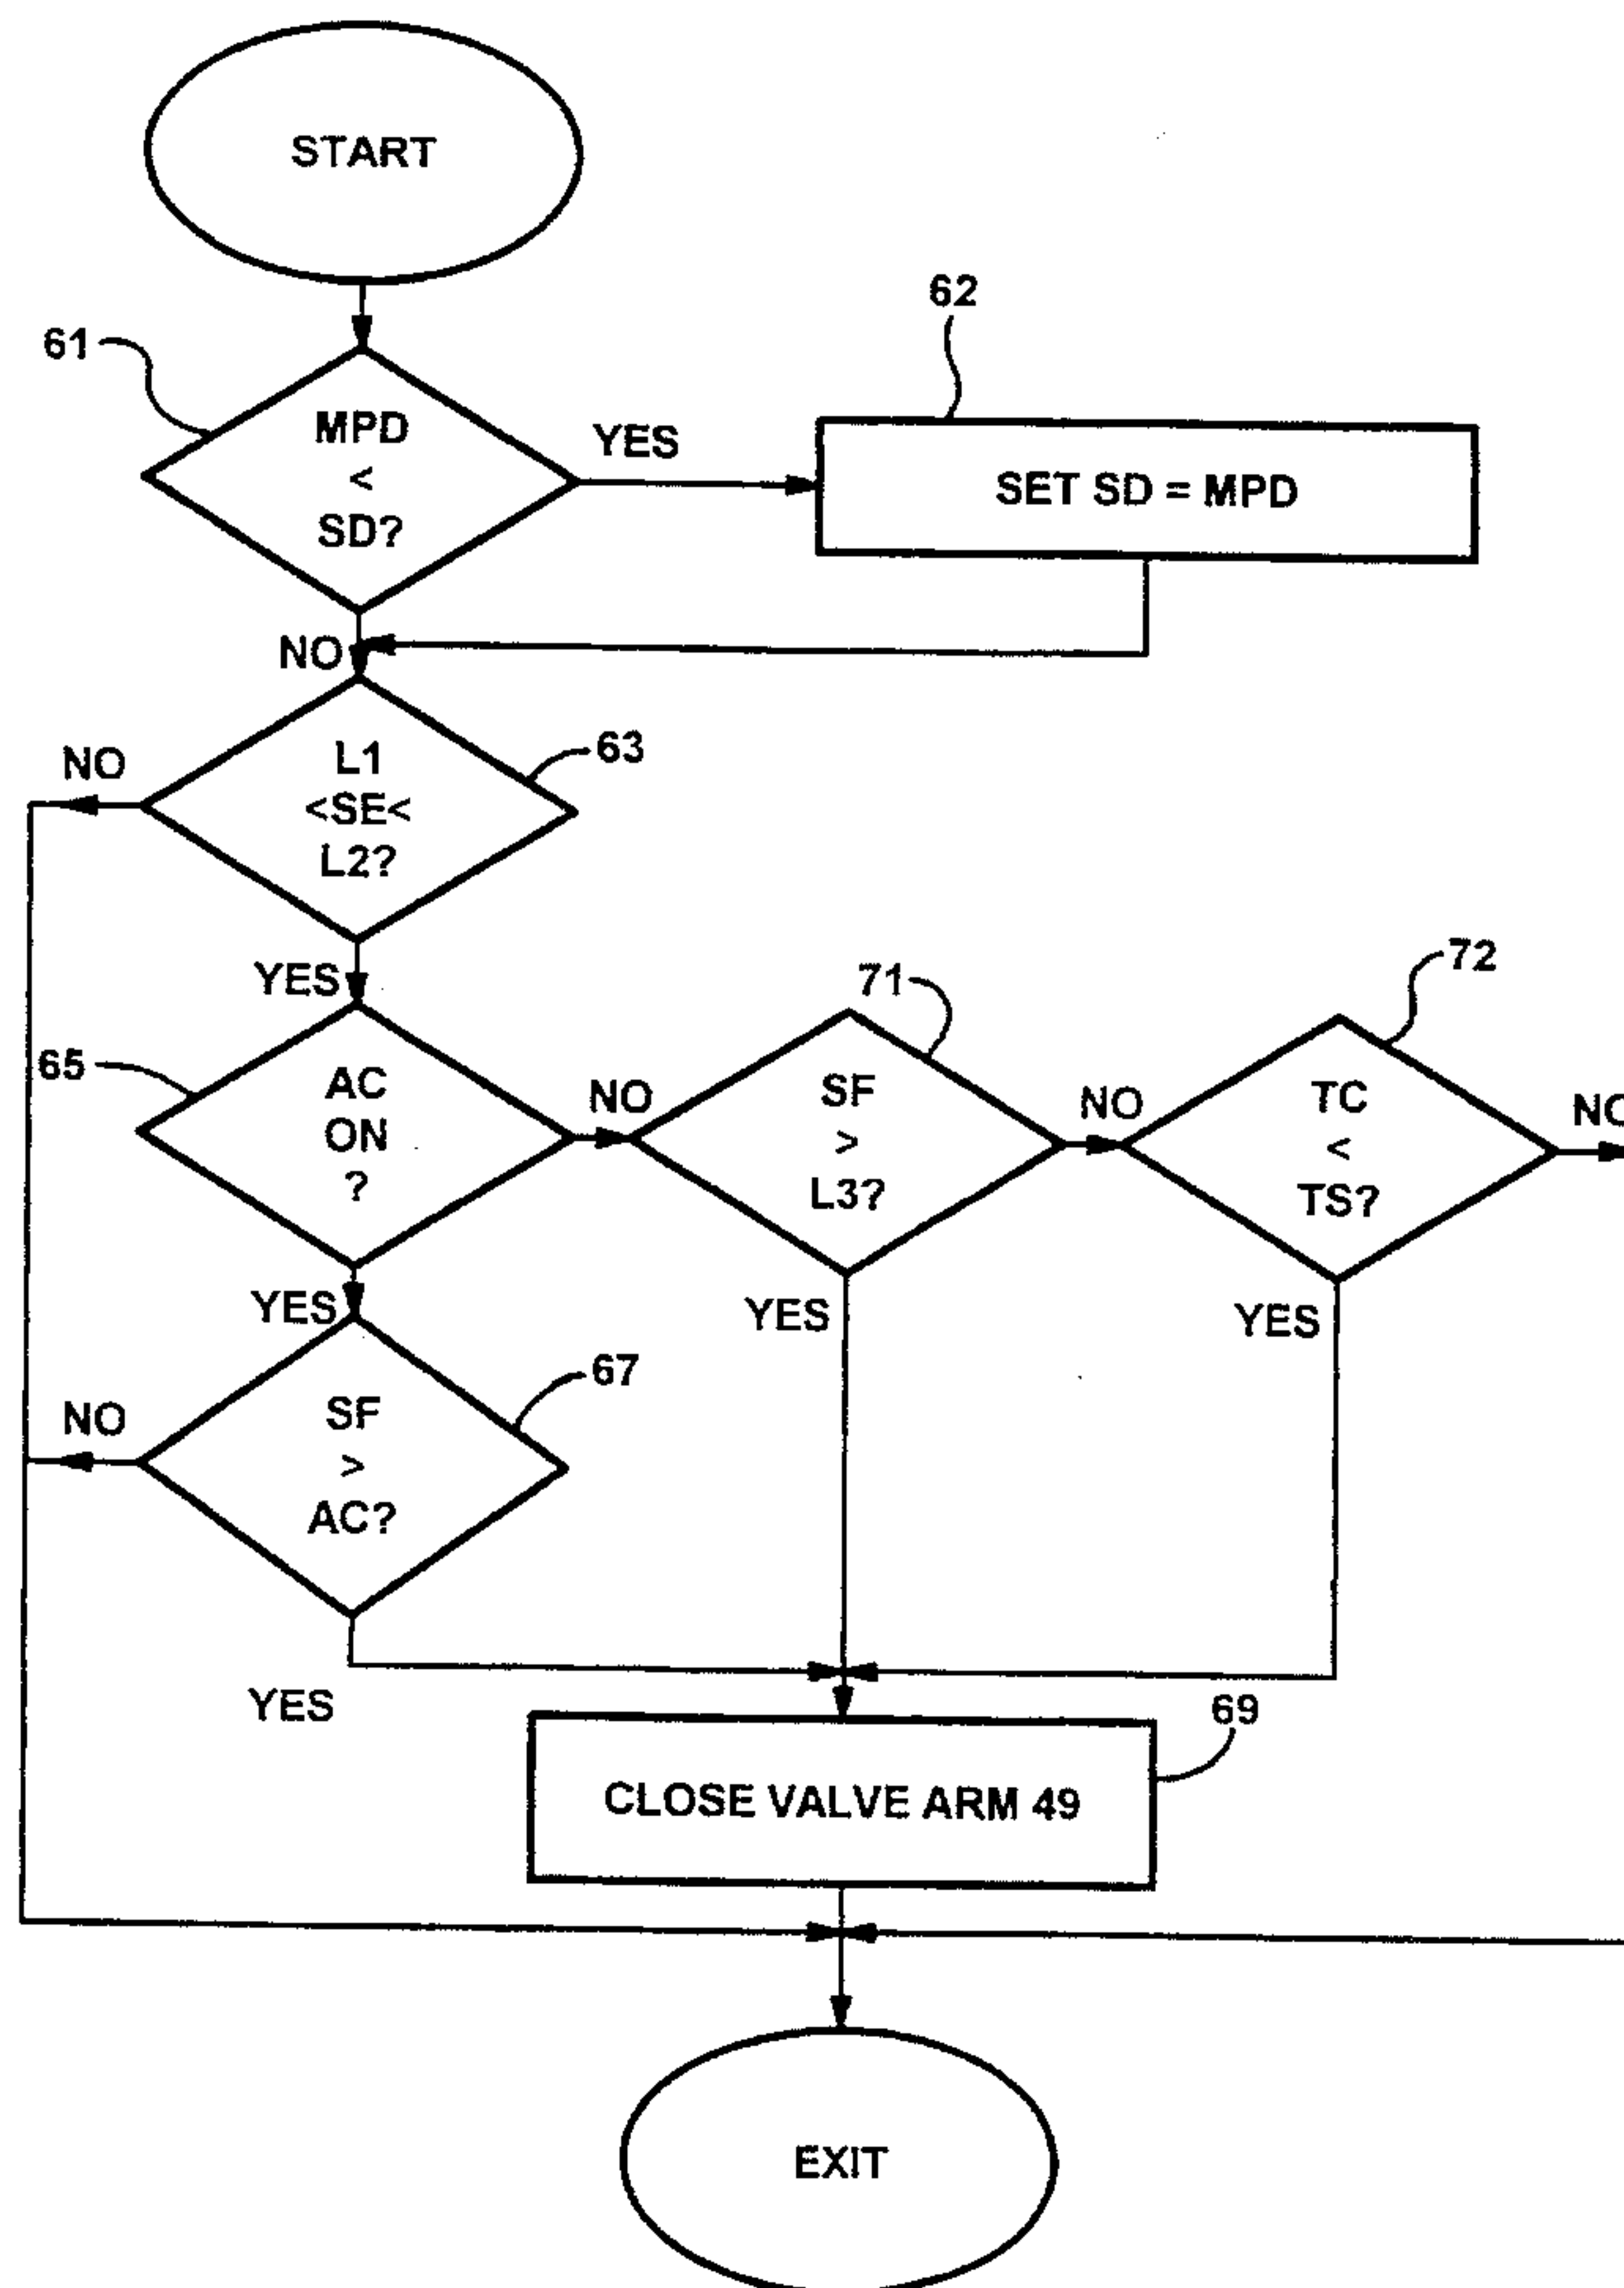 START
62
61
MPD
<
SD?
YES
SET SD = MPD
NO
L1
<SE<
L2?
63
NO
YES
65
AC
ON
?
NO
71
SF
>
L3?
NO
72
TC
<
TS?
NO
YES
YES
YES
67
SF
>
AC?
NO
YES
69
CLOSE VALVE ARM 49
EXIT